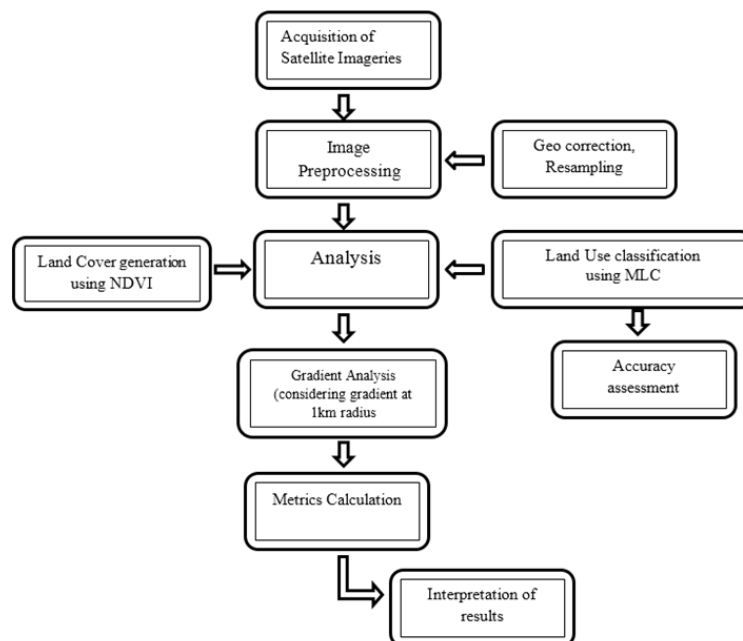 Acquisition of
Satellite Imageries
Image
Preprocessing
Geo correction,
Resampling
Land Cover generation
using NDVI
Analysis
Land Use classification
using MLC
Accuracy
assessment
Gradient Analysis
(considering gradient at
1km radius
Metrics Calculation
Interpretation of
results